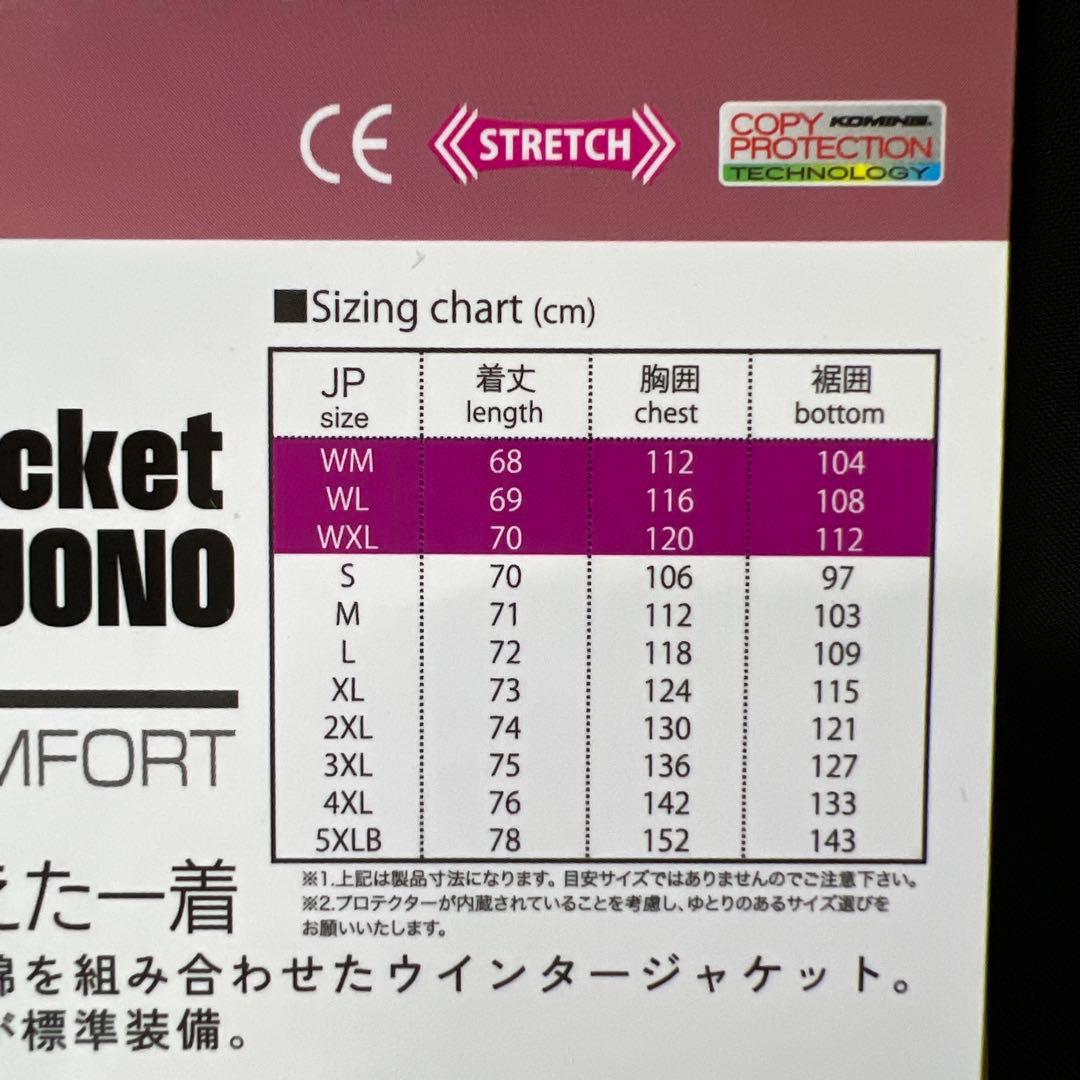 CE
STRETCH
COPY KOMINE
PROTECTION
TECHNOLOGY
■Sizing chart (cm)
JP size 着丈 length 胸囲 chest 裾囲 bottom
WM 68 112 104
WL 69 116 108
WXL 70 120 112
S 70 106 97
M 71 112 103
L 72 118 109
XL 73 124 115
2XL 74 130 121
3XL 75 136 127
4XL 76 142 133
5XLB 78 152 143
※1.上記は製品寸法になります。目安サイズではありませんのでご注意下さい。
※2.プロテクターが内蔵されていることを考慮し、ゆとりのあるサイズ選びを
お願いいたします。
cket
UONO
MFORT
えた一着
綿を組み合わせたウインタージャケット。
が標準装備。